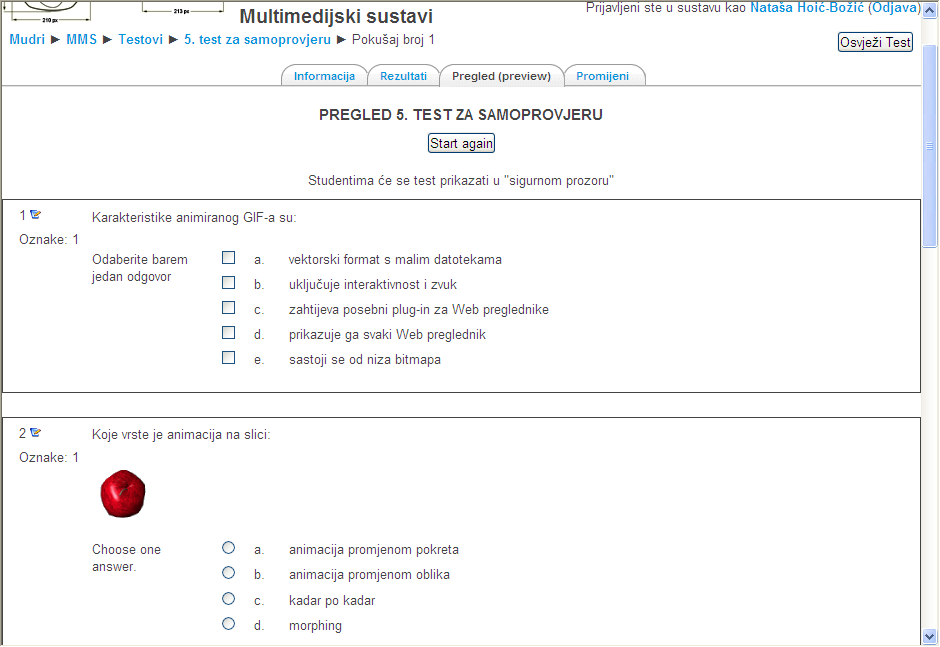 210 px
213 px
Multimedijski sustavi
Prijavljeni ste u sustavu kao Nataša Hoić-Božić (Odjava)
Mudri ► MMS ► Testovi ► 5. test za samoprovjeru ► Pokušaj broj 1
Osvježi Test
Informacija Rezultati Pregled (preview) Promijeni
PREGLED 5. TEST ZA SAMOPROVJERU
Start again
Studentima će se test prikazati u "sigurnom prozoru"
1 Karakteristike animiranog GIF-a su:
Oznake: 1
Odaberite barem
jedan odgovor
a. vektorski format s malim datotekama
b. uključuje interaktivnost i zvuk
c. zahtijeva posebni plug-in za Web preglednike
d. prikazuje ga svaki Web preglednik
e. sastoji se od niza bitmapa
2 Koje vrste je animacija na slici:
Oznake: 1
Choose one
answer.
a. animacija promjenom pokreta
b. animacija promjenom oblika
c. kadar po kadar
d. morphing